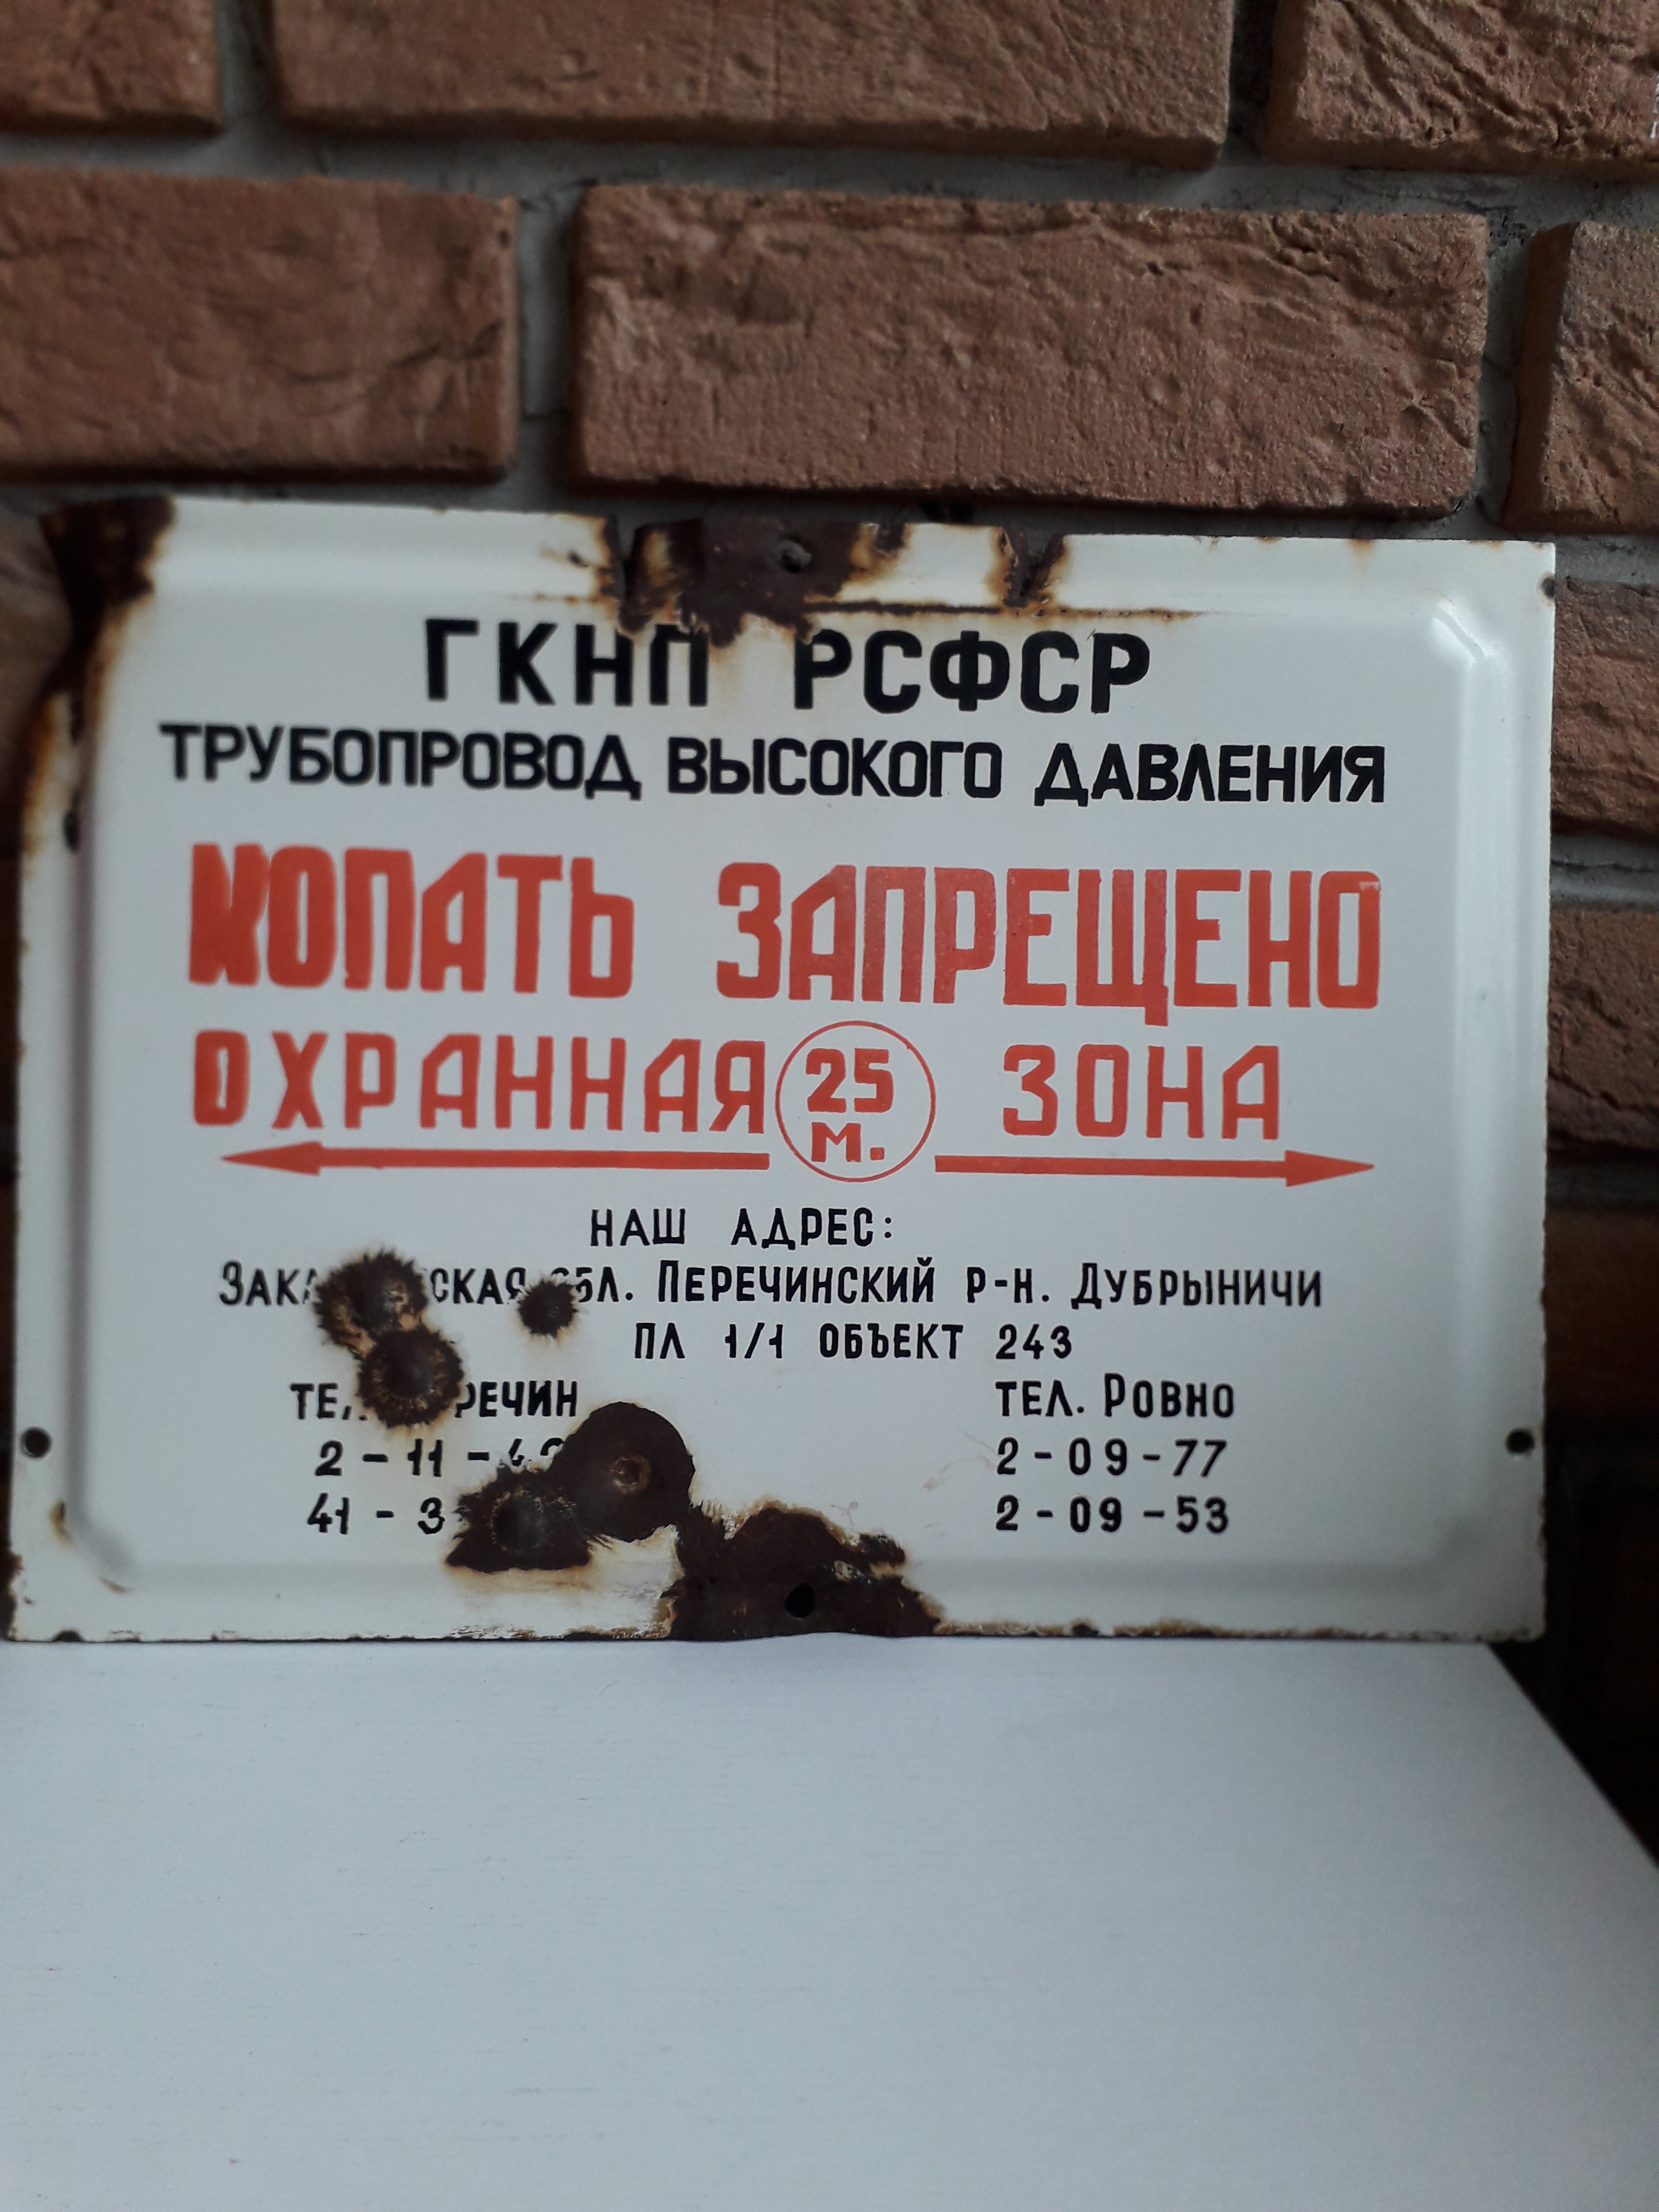 ГКНП РСФСР
ТРУБОПРОВОД ВЫСОКОГО ДАВЛЕНИЯ
КОПАТЬ ЗАПРЕЩЕНО
ОХРАННАЯ 25 М. ЗОНА
НАШ АДРЕС:
ПЕРЕЧИНСКИЙ Р-Н. ДУБРЫНИЧИ
ПЛ 1/1 ОБЪЕКТ 243
ТЕЛ. РОВНО
2-09-77
2-09-53